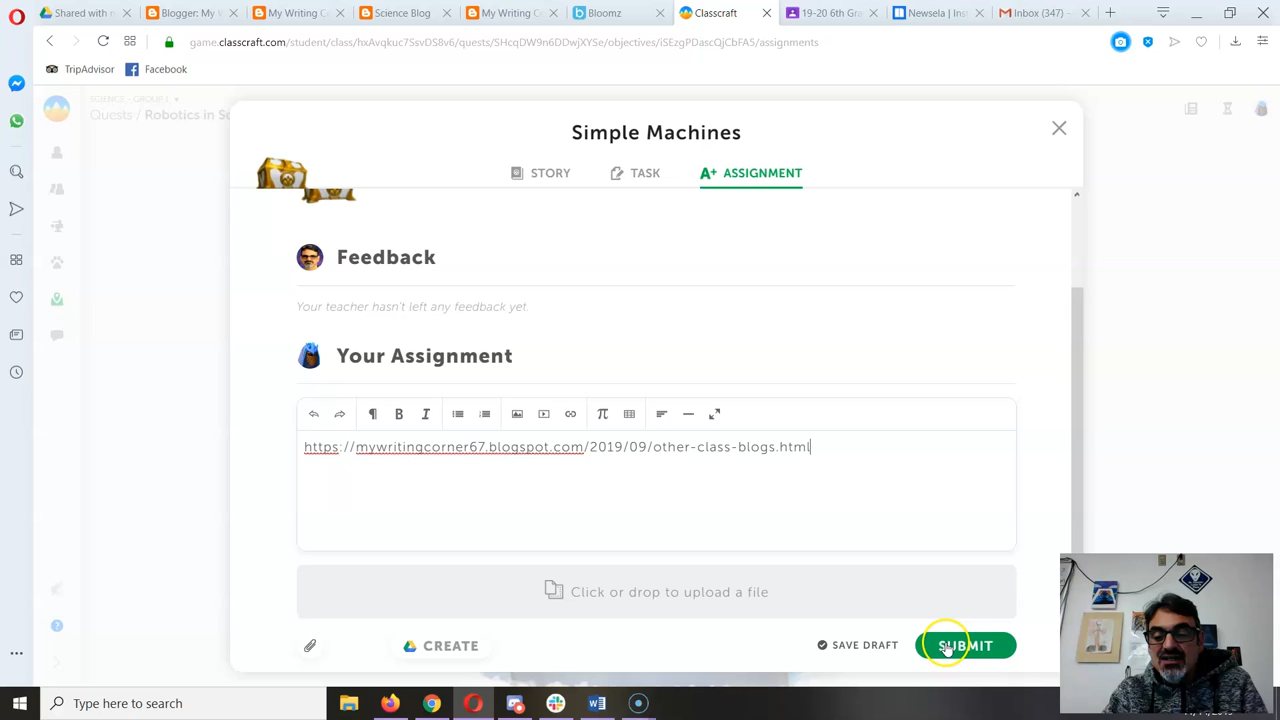 Shared with m
Blogger: My W
My Writing C
Science Blog
My Writing C
Bloomz
Classcraft
19-20 6th Gra
Newsela | Ins
Inbox (347) -
game.classcraft.com/student/class/hxAvqkuc7SsvDS8v6/quests/SHcqDW9n6DDwjXYSe/objectives/iSEzgPDascQjCbFA5/assignments
TripAdvisor
Facebook
SCIENCE - GROUP 1
Quests / Robotics in Sc
Simple Machines
STORY
TASK
A+ ASSIGNMENT
Feedback
Your teacher hasn't left any feedback yet.
Your Assignment
https://mywritingcorner67.blogspot.com/2019/09/other-class-blogs.html
Click or drop to upload a file
CREATE
SAVE DRAFT
SUBMIT
Type here to search